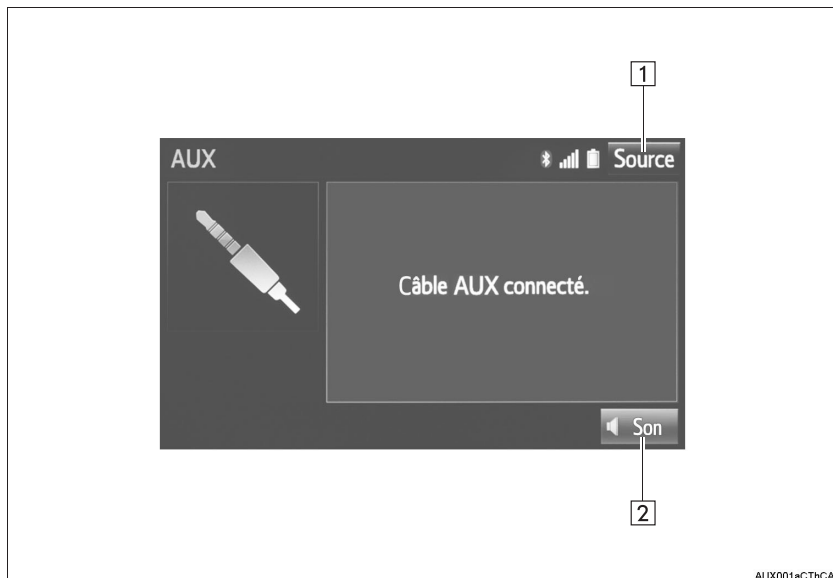 1
AUX
Source
Câble AUX connecté.
Son
2
AUX001aCThCA